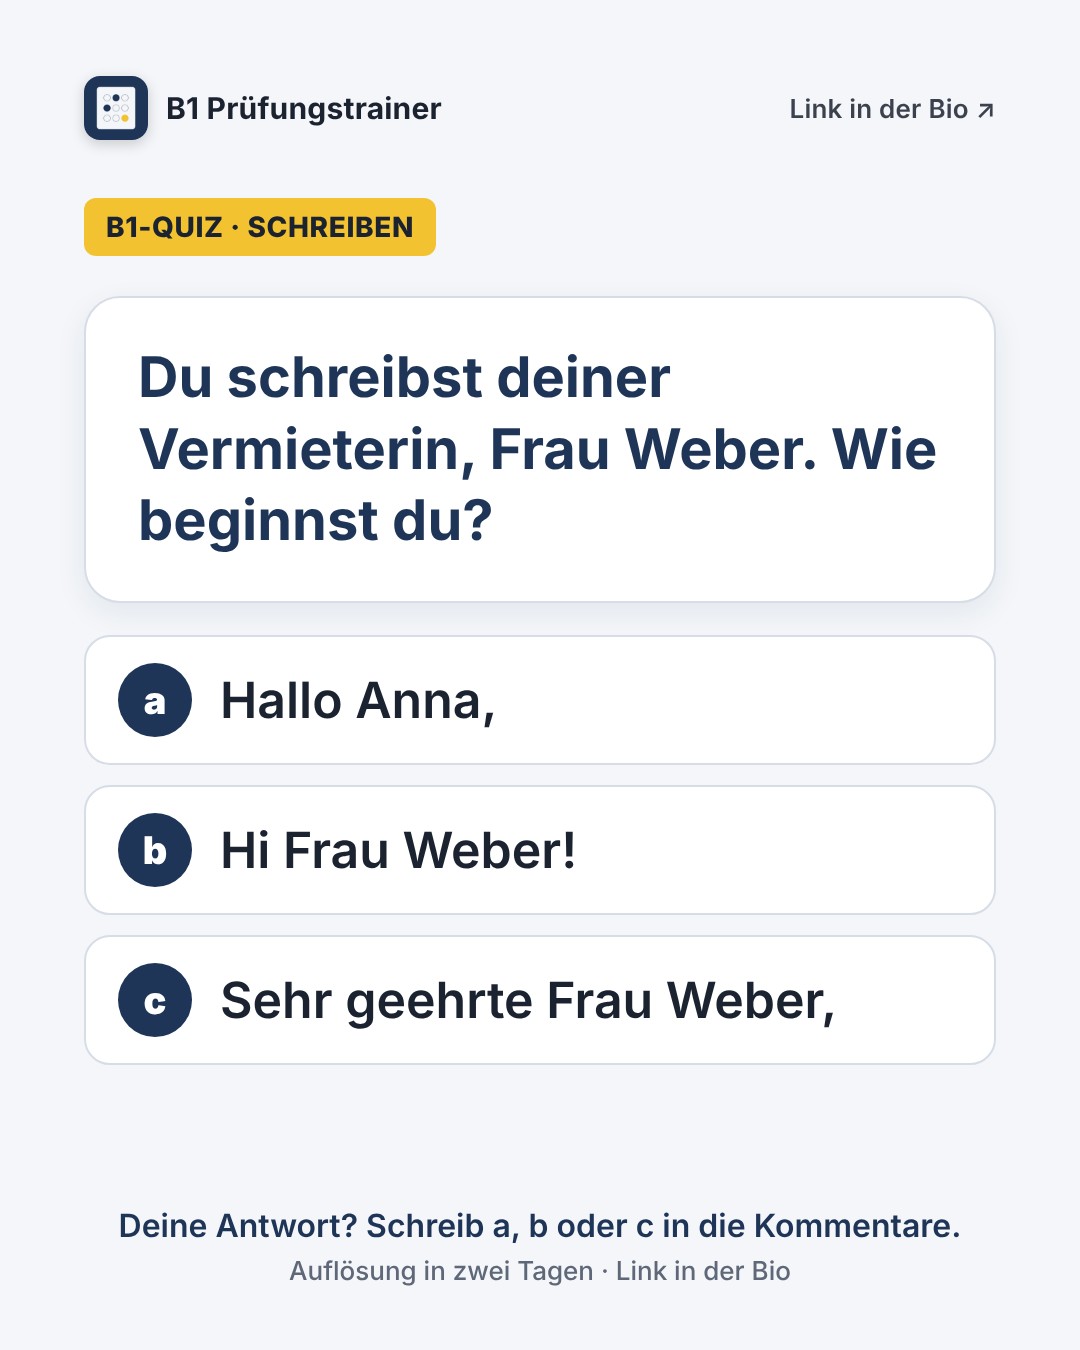 B1 Prüfungstrainer
Link in der Bio ↗
B1-QUIZ · SCHREIBEN
Du schreibst deiner
Vermieterin, Frau Weber. Wie
beginnst du?
a Hallo Anna,
b Hi Frau Weber!
c Sehr geehrte Frau Weber,
Deine Antwort? Schreib a, b oder c in die Kommentare.
Auflösung in zwei Tagen · Link in der Bio